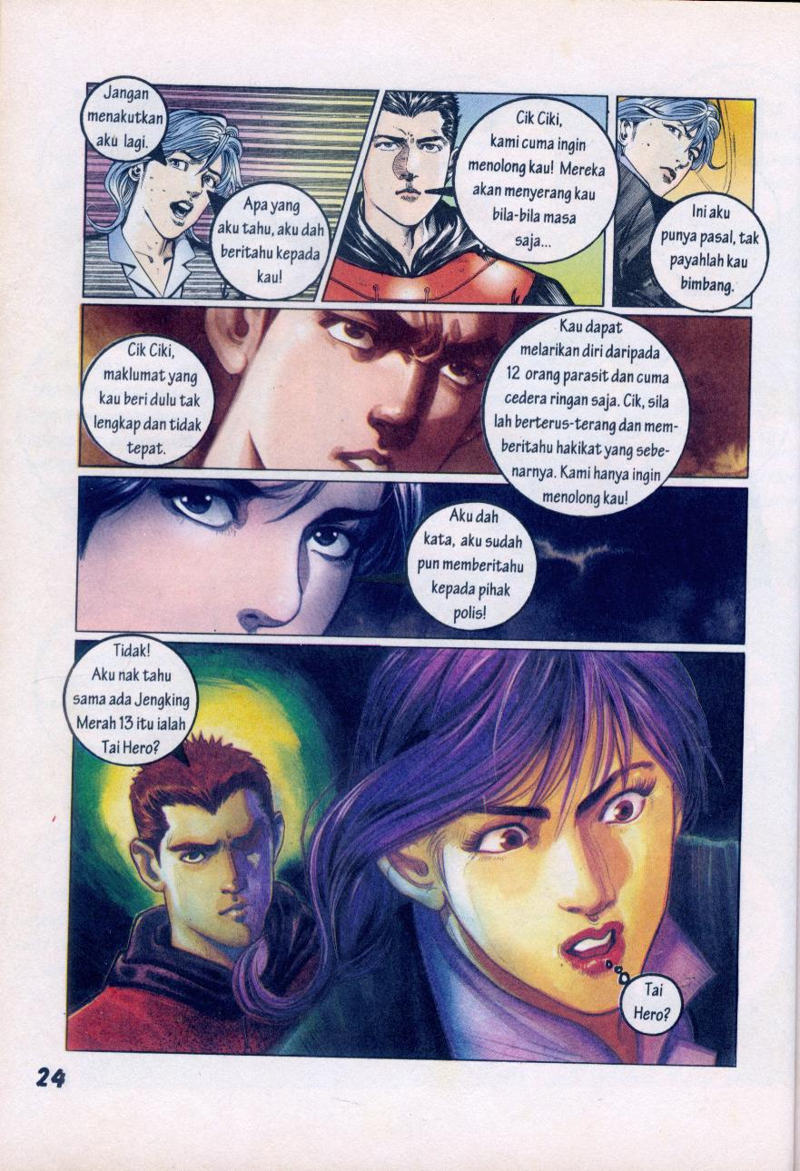 Jangan
menakutkan
aku lagi.
Apa yang
aku tahu, aku dah
beritahu kepada
kau!
Cik Ciki,
kami cuma ingin
menolong kau! Mereka
akan menyerang kau
bila-bila masa
saja...
Ini aku
punya pasal, tak
payahlah kau
bimbang.
Cik Ciki,
maklumat yang
kau beri dulu tak
lengkap dan tidak
tepat.
Kau dapat
melarikan diri daripada
12 orang parasit dan cuma
cedera ringan saja. Cik, sila
lah berterus-terang dan mem-
beritahu hakikat yang sebe-
narnya. Kami hanya ingin
menolong kau!
Aku dah
kata, aku sudah
pun memberitahu
kepada pihak
polis!
Tidak!
Aku nak tahu
sama ada Jengking
Merah 13 itu ialah
Tai Hero?
Tai
Hero?
24